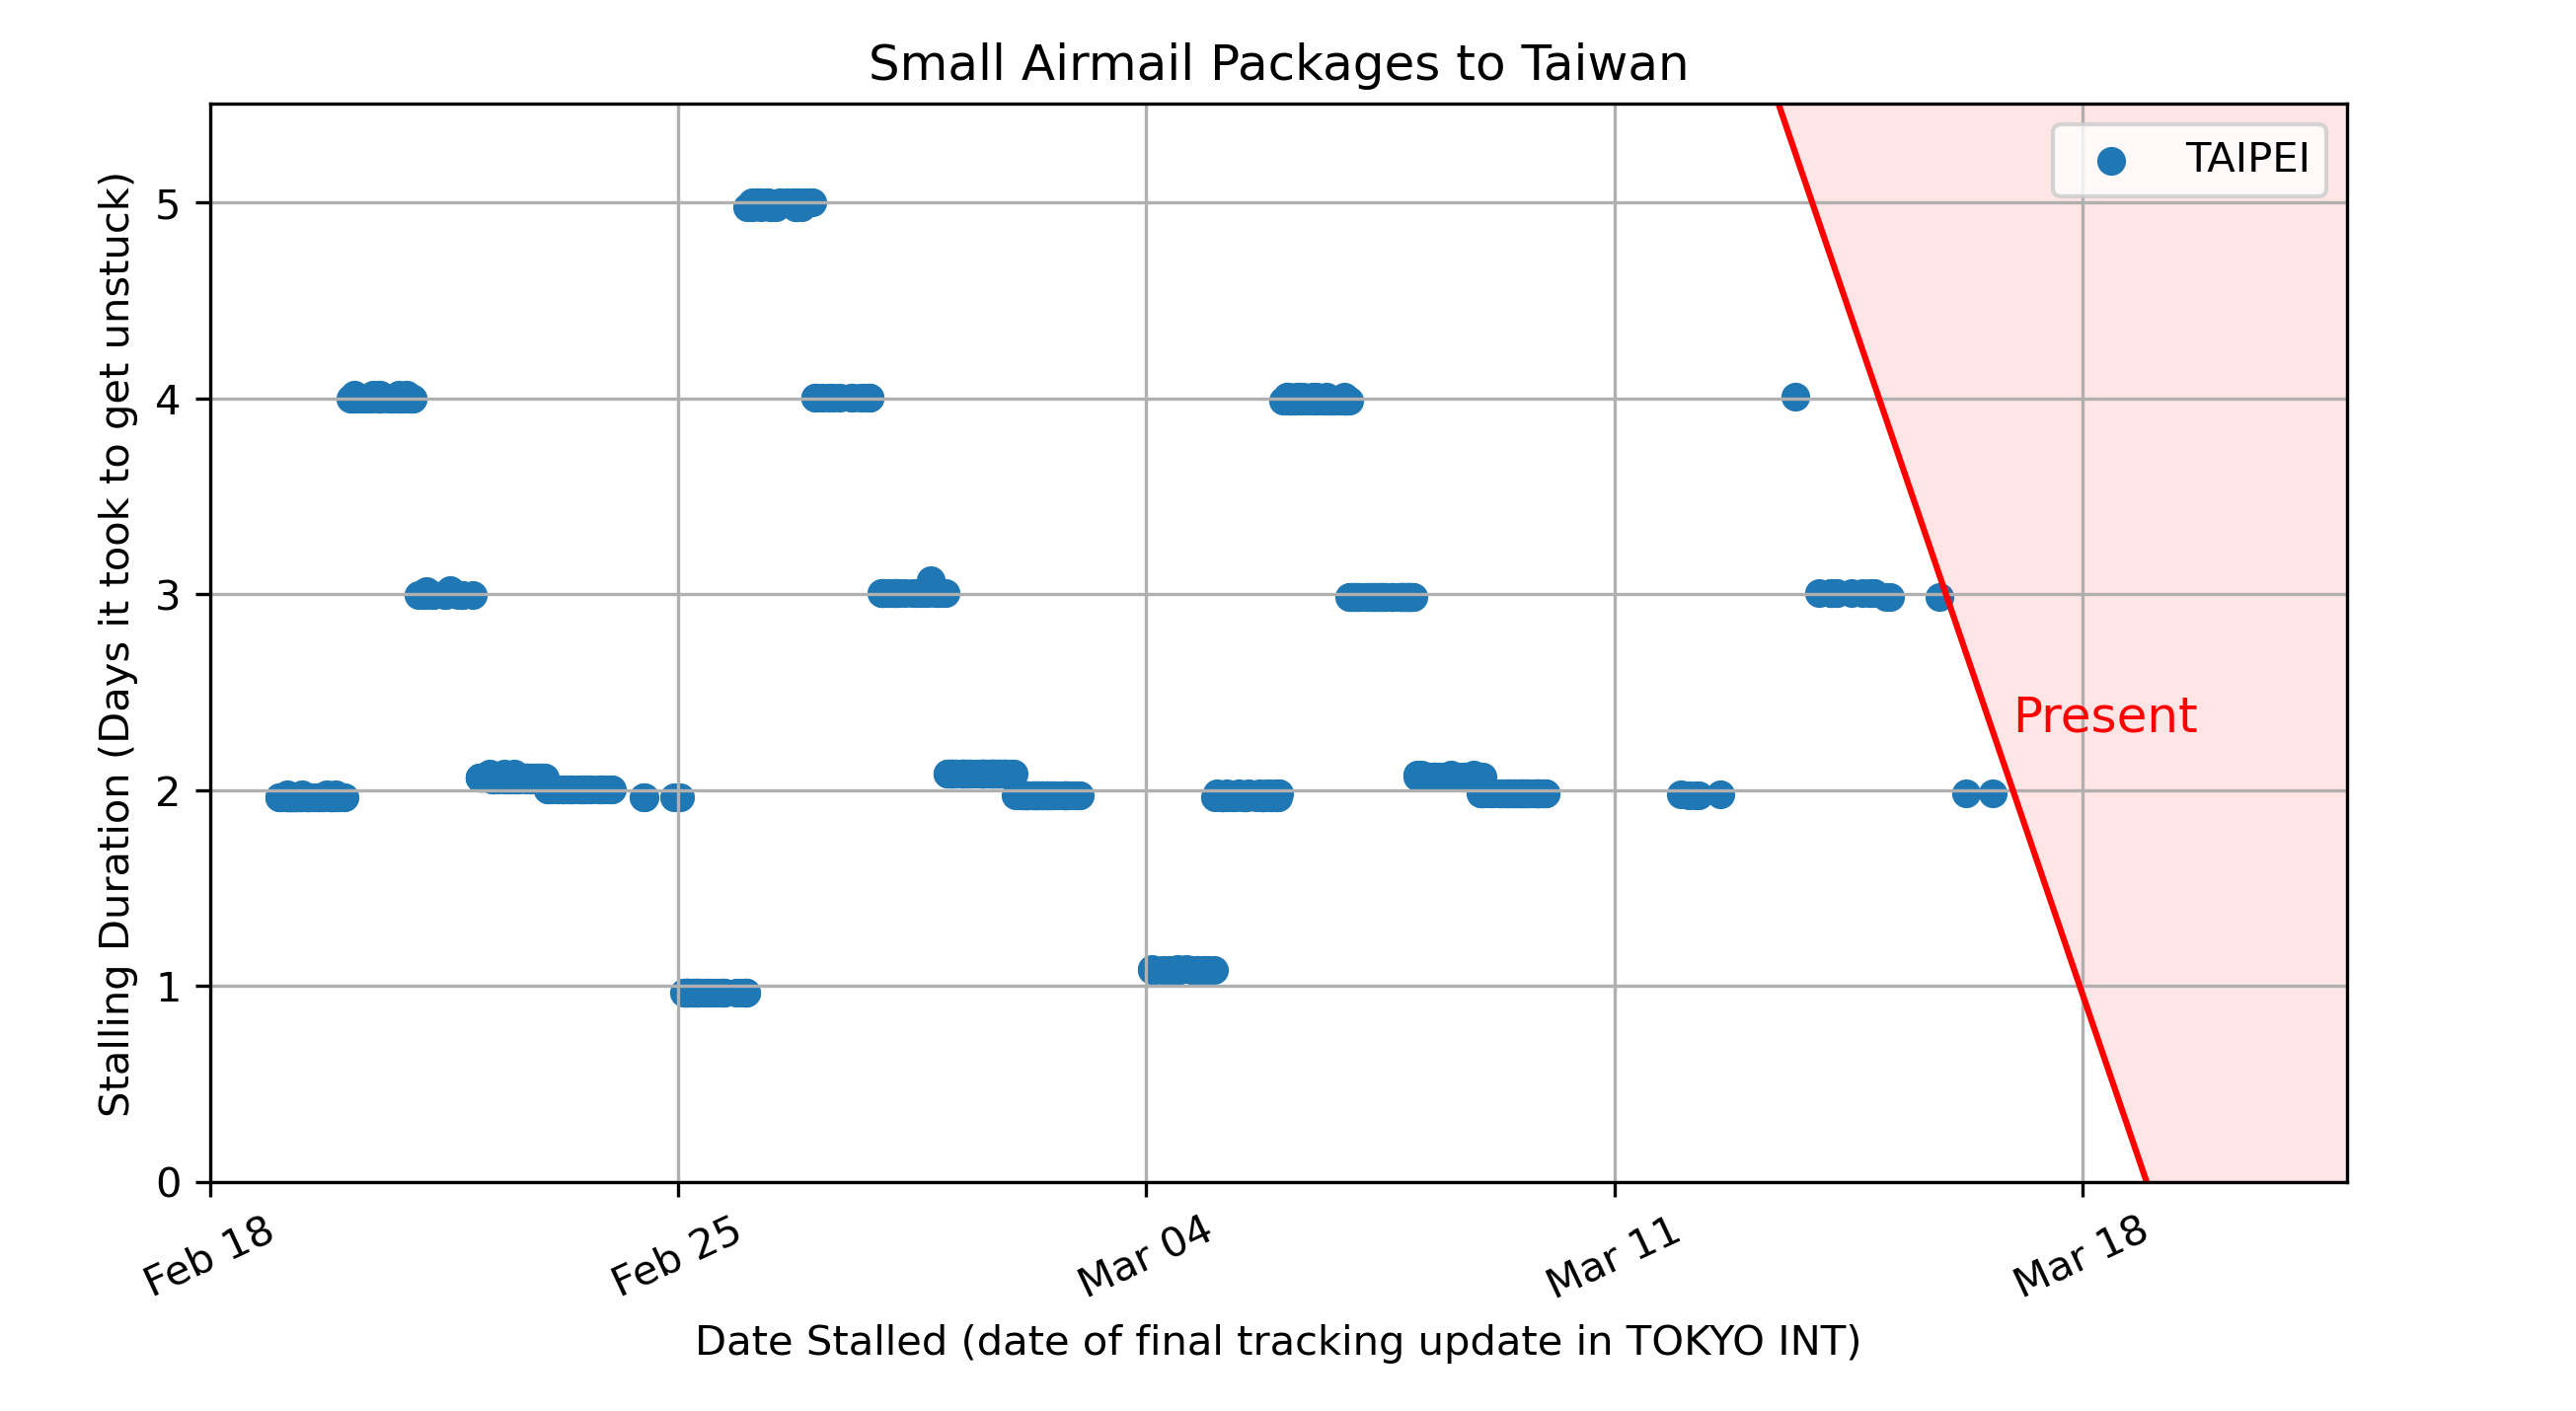 Small Airmail Packages to Taiwan
TAIPEI
Stalling Duration (Days it took to get unstuck)
5
4
3
2
1
0
Present
Feb 18
Feb 25
Mar 04
Mar 11
Mar 18
Date Stalled (date of final tracking update in TOKYO INT)